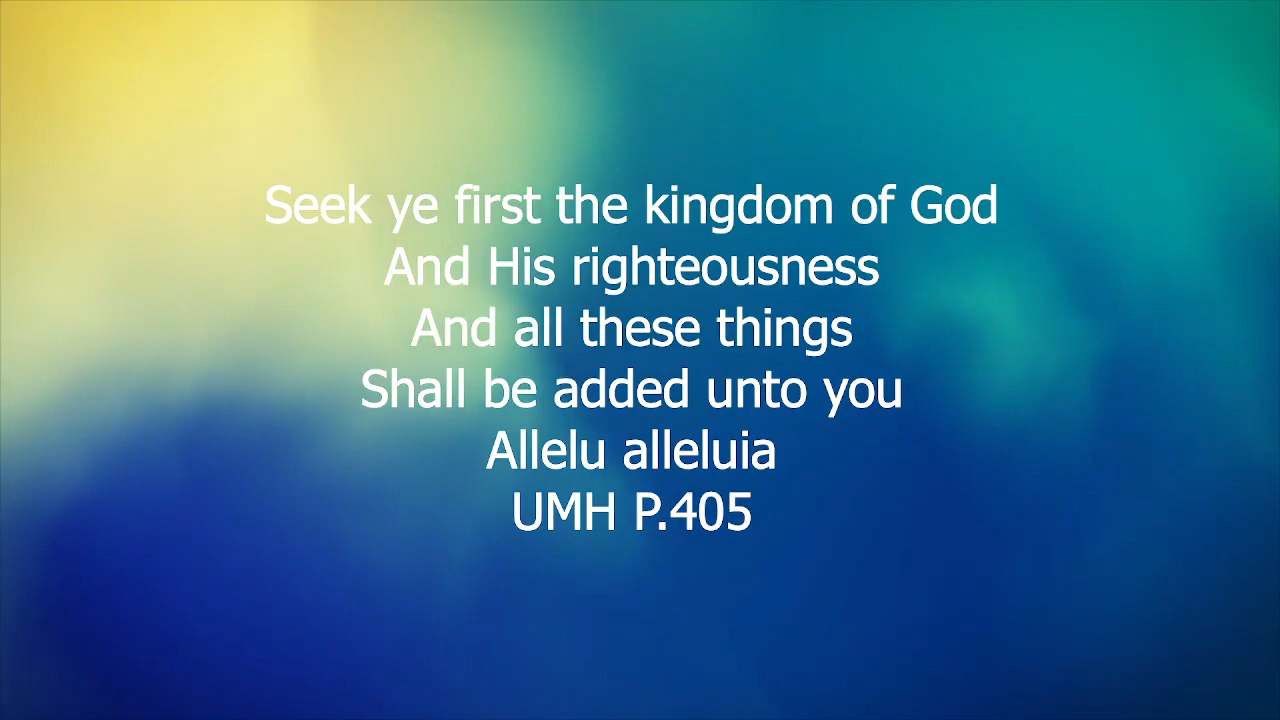 Seek ye first the kingdom of God
And His righteousness
And all these things
Shall be added unto you
Allelu alleluia
UMH P.405